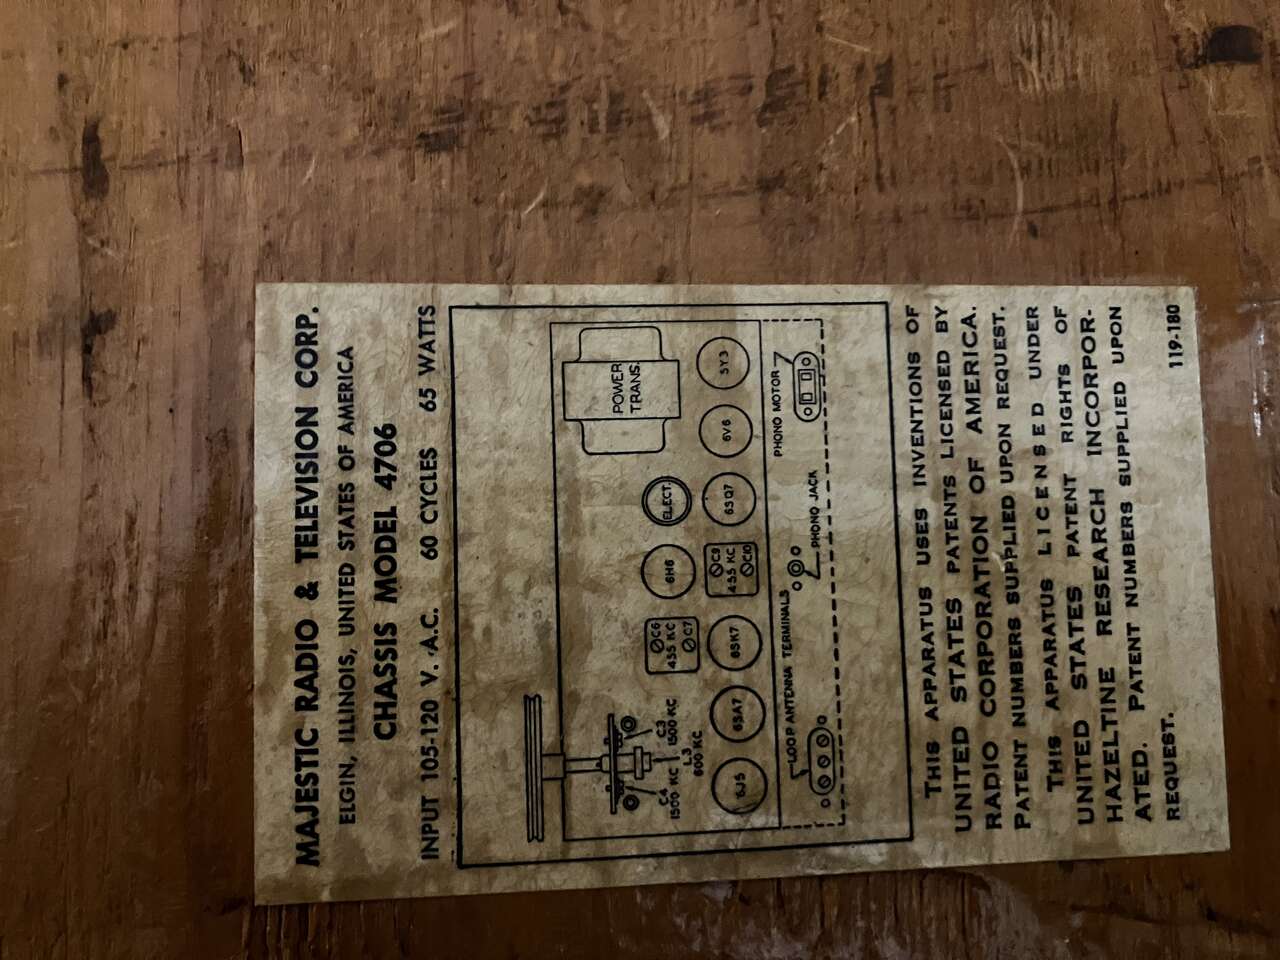 MAJESTIC RADIO & TELEVISION CORP.
ELGIN, ILLINOIS, UNITED STATES OF AMERICA
CHASSIS MODEL 4706
INPUT 105-120 V. A.C. 60 CYCLES 65 WATTS
POWER
TRANS.
C4
1500 KC
C3
1500 KC
L3
600 KC
C6
455 KC
C7
6H6
ELECT.
6J5
6SA7
6SK7
C9
455 KC
C10
6SQ7
6V6
5Y3
LOOP ANTENNA TERMINALS
PHONO JACK
PHONO MOTOR
THIS APPARATUS USES INVENTIONS OF
UNITED STATES PATENTS LICENSED BY
RADIO CORPORATION OF AMERICA.
PATENT NUMBERS SUPPLIED UPON REQUEST.
THIS APPARATUS LICENSED UNDER
UNITED STATES PATENT RIGHTS OF
HAZELTINE RESEARCH INCORPOR-
ATED. PATENT NUMBERS SUPPLIED UPON
REQUEST.
119-180